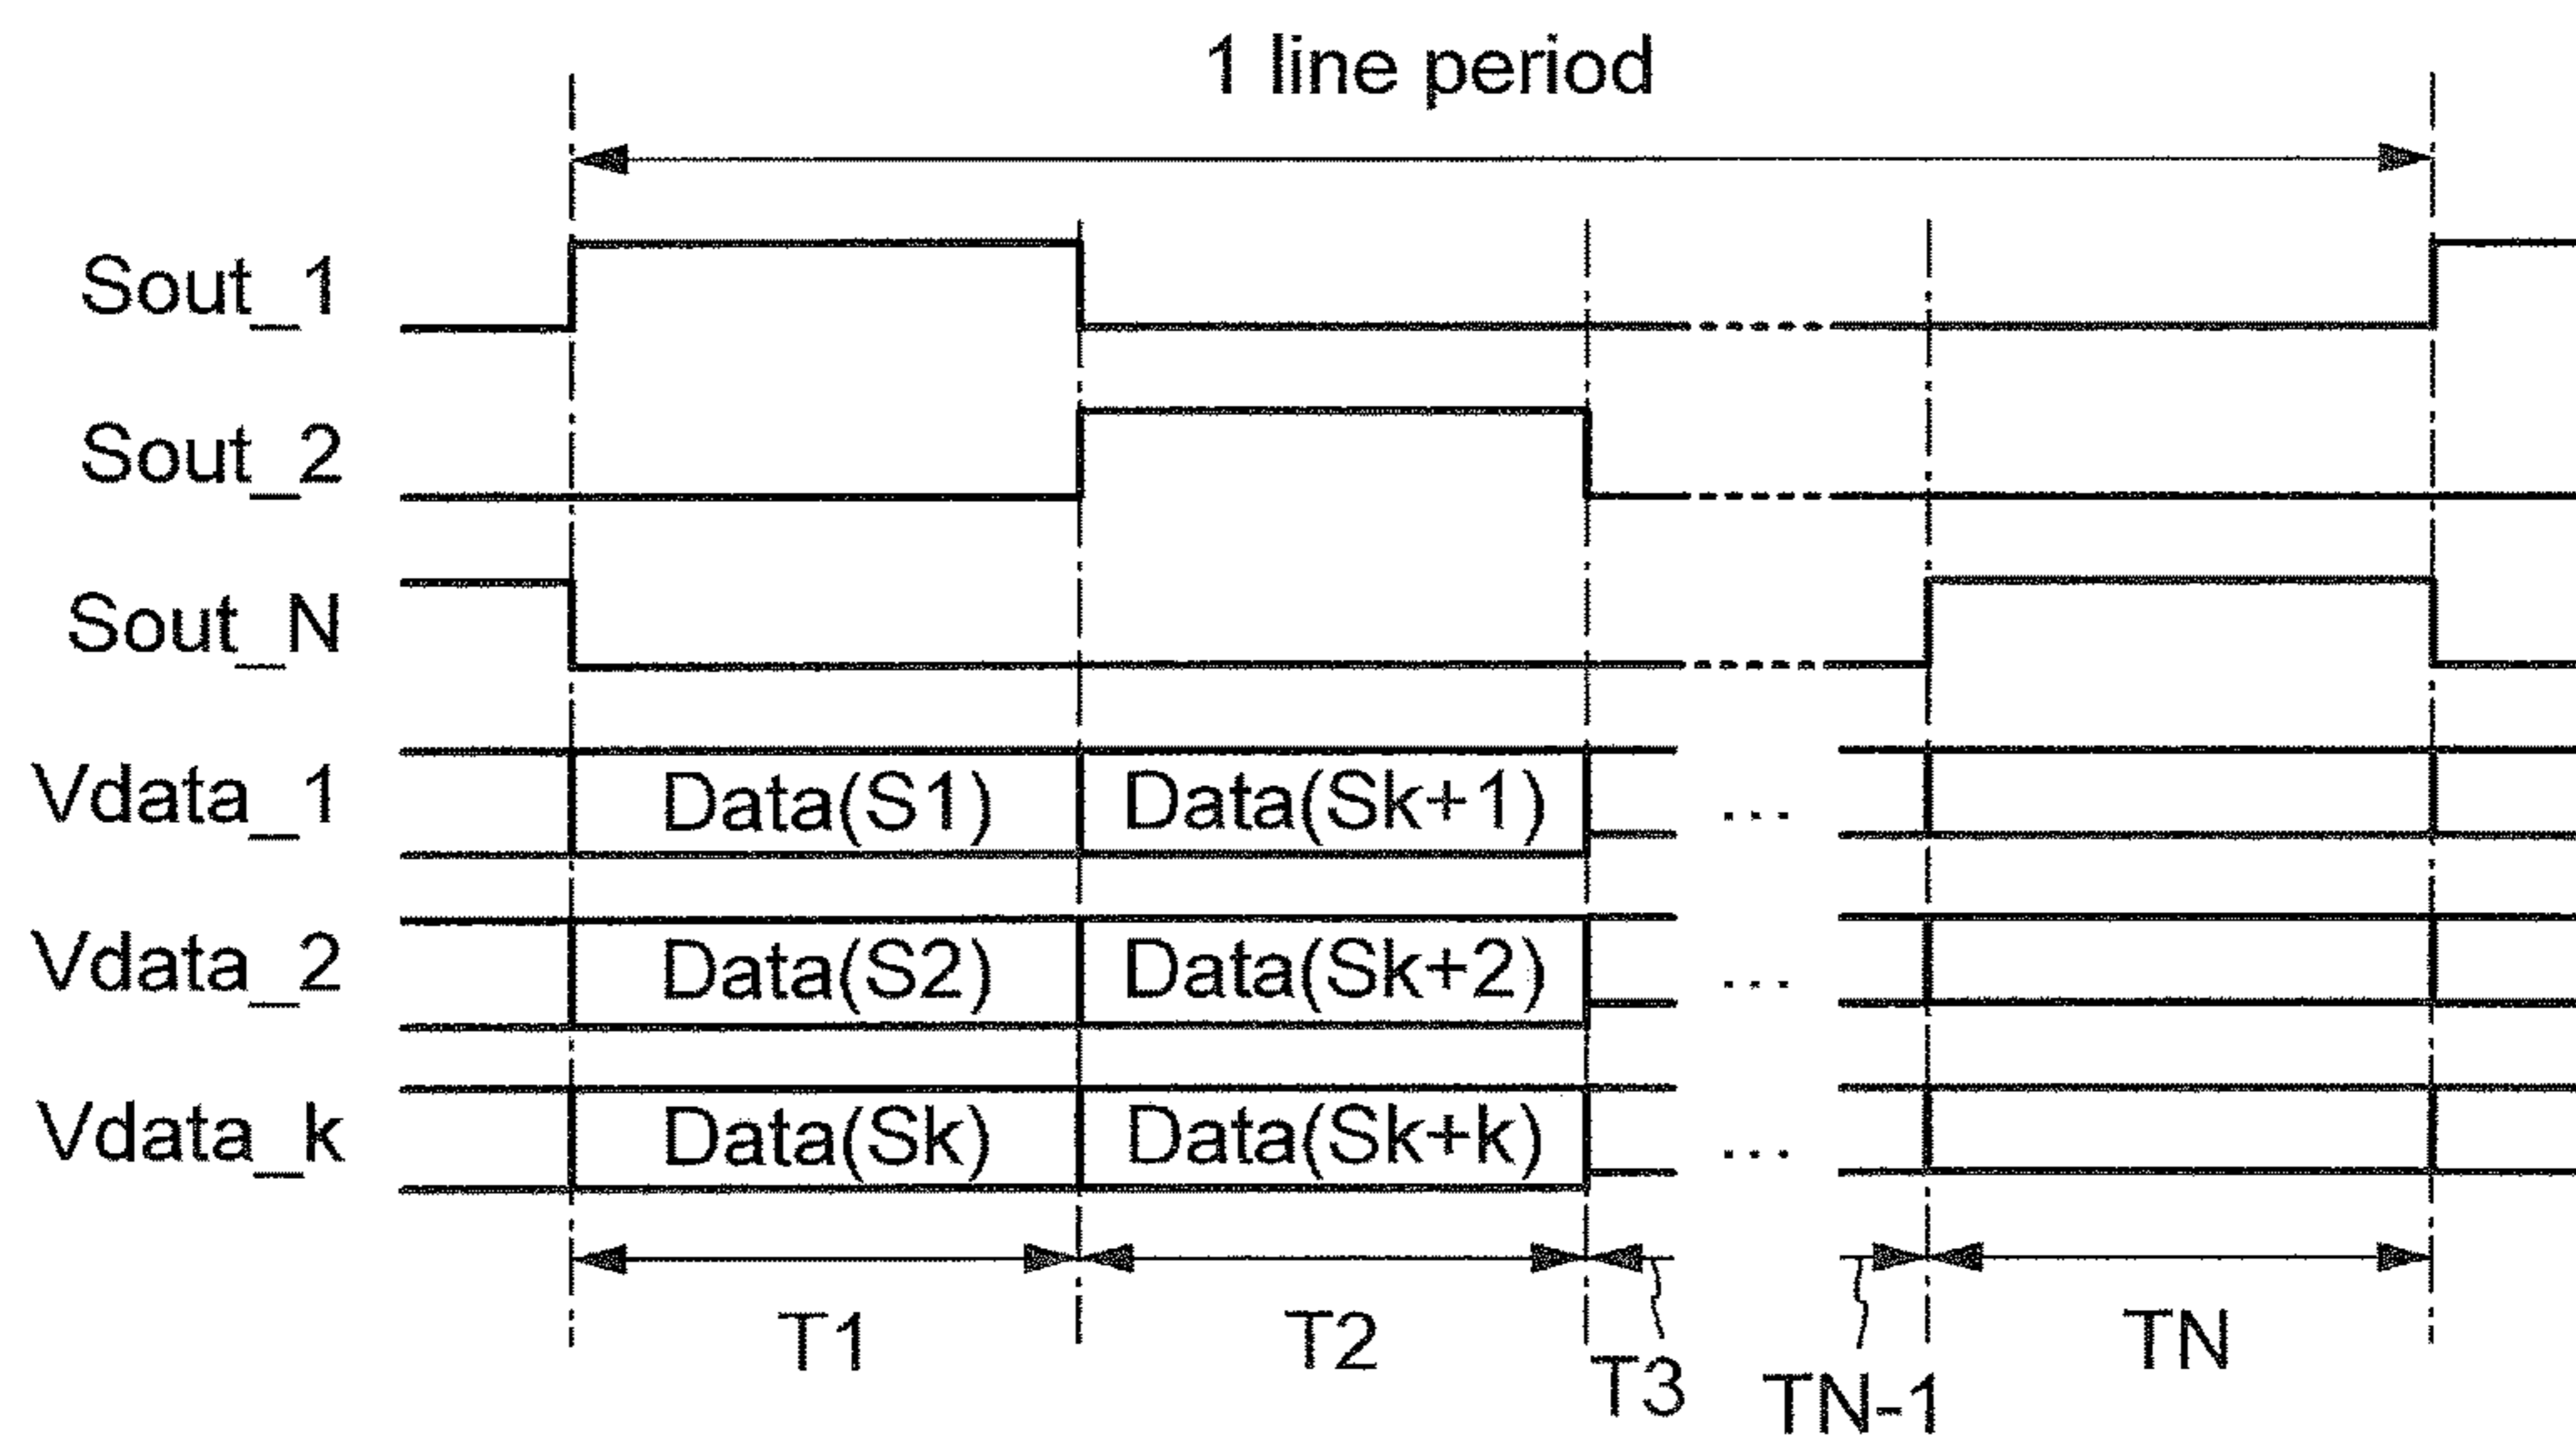 1 line period
Sout_1
Sout_2
Sout_N
Vdata_1 Data(S1) Data(Sk+1) ...
Vdata_2 Data(S2) Data(Sk+2) ...
Vdata_k Data(Sk) Data(Sk+k) ...
T1 T2 T3 TN-1 TN